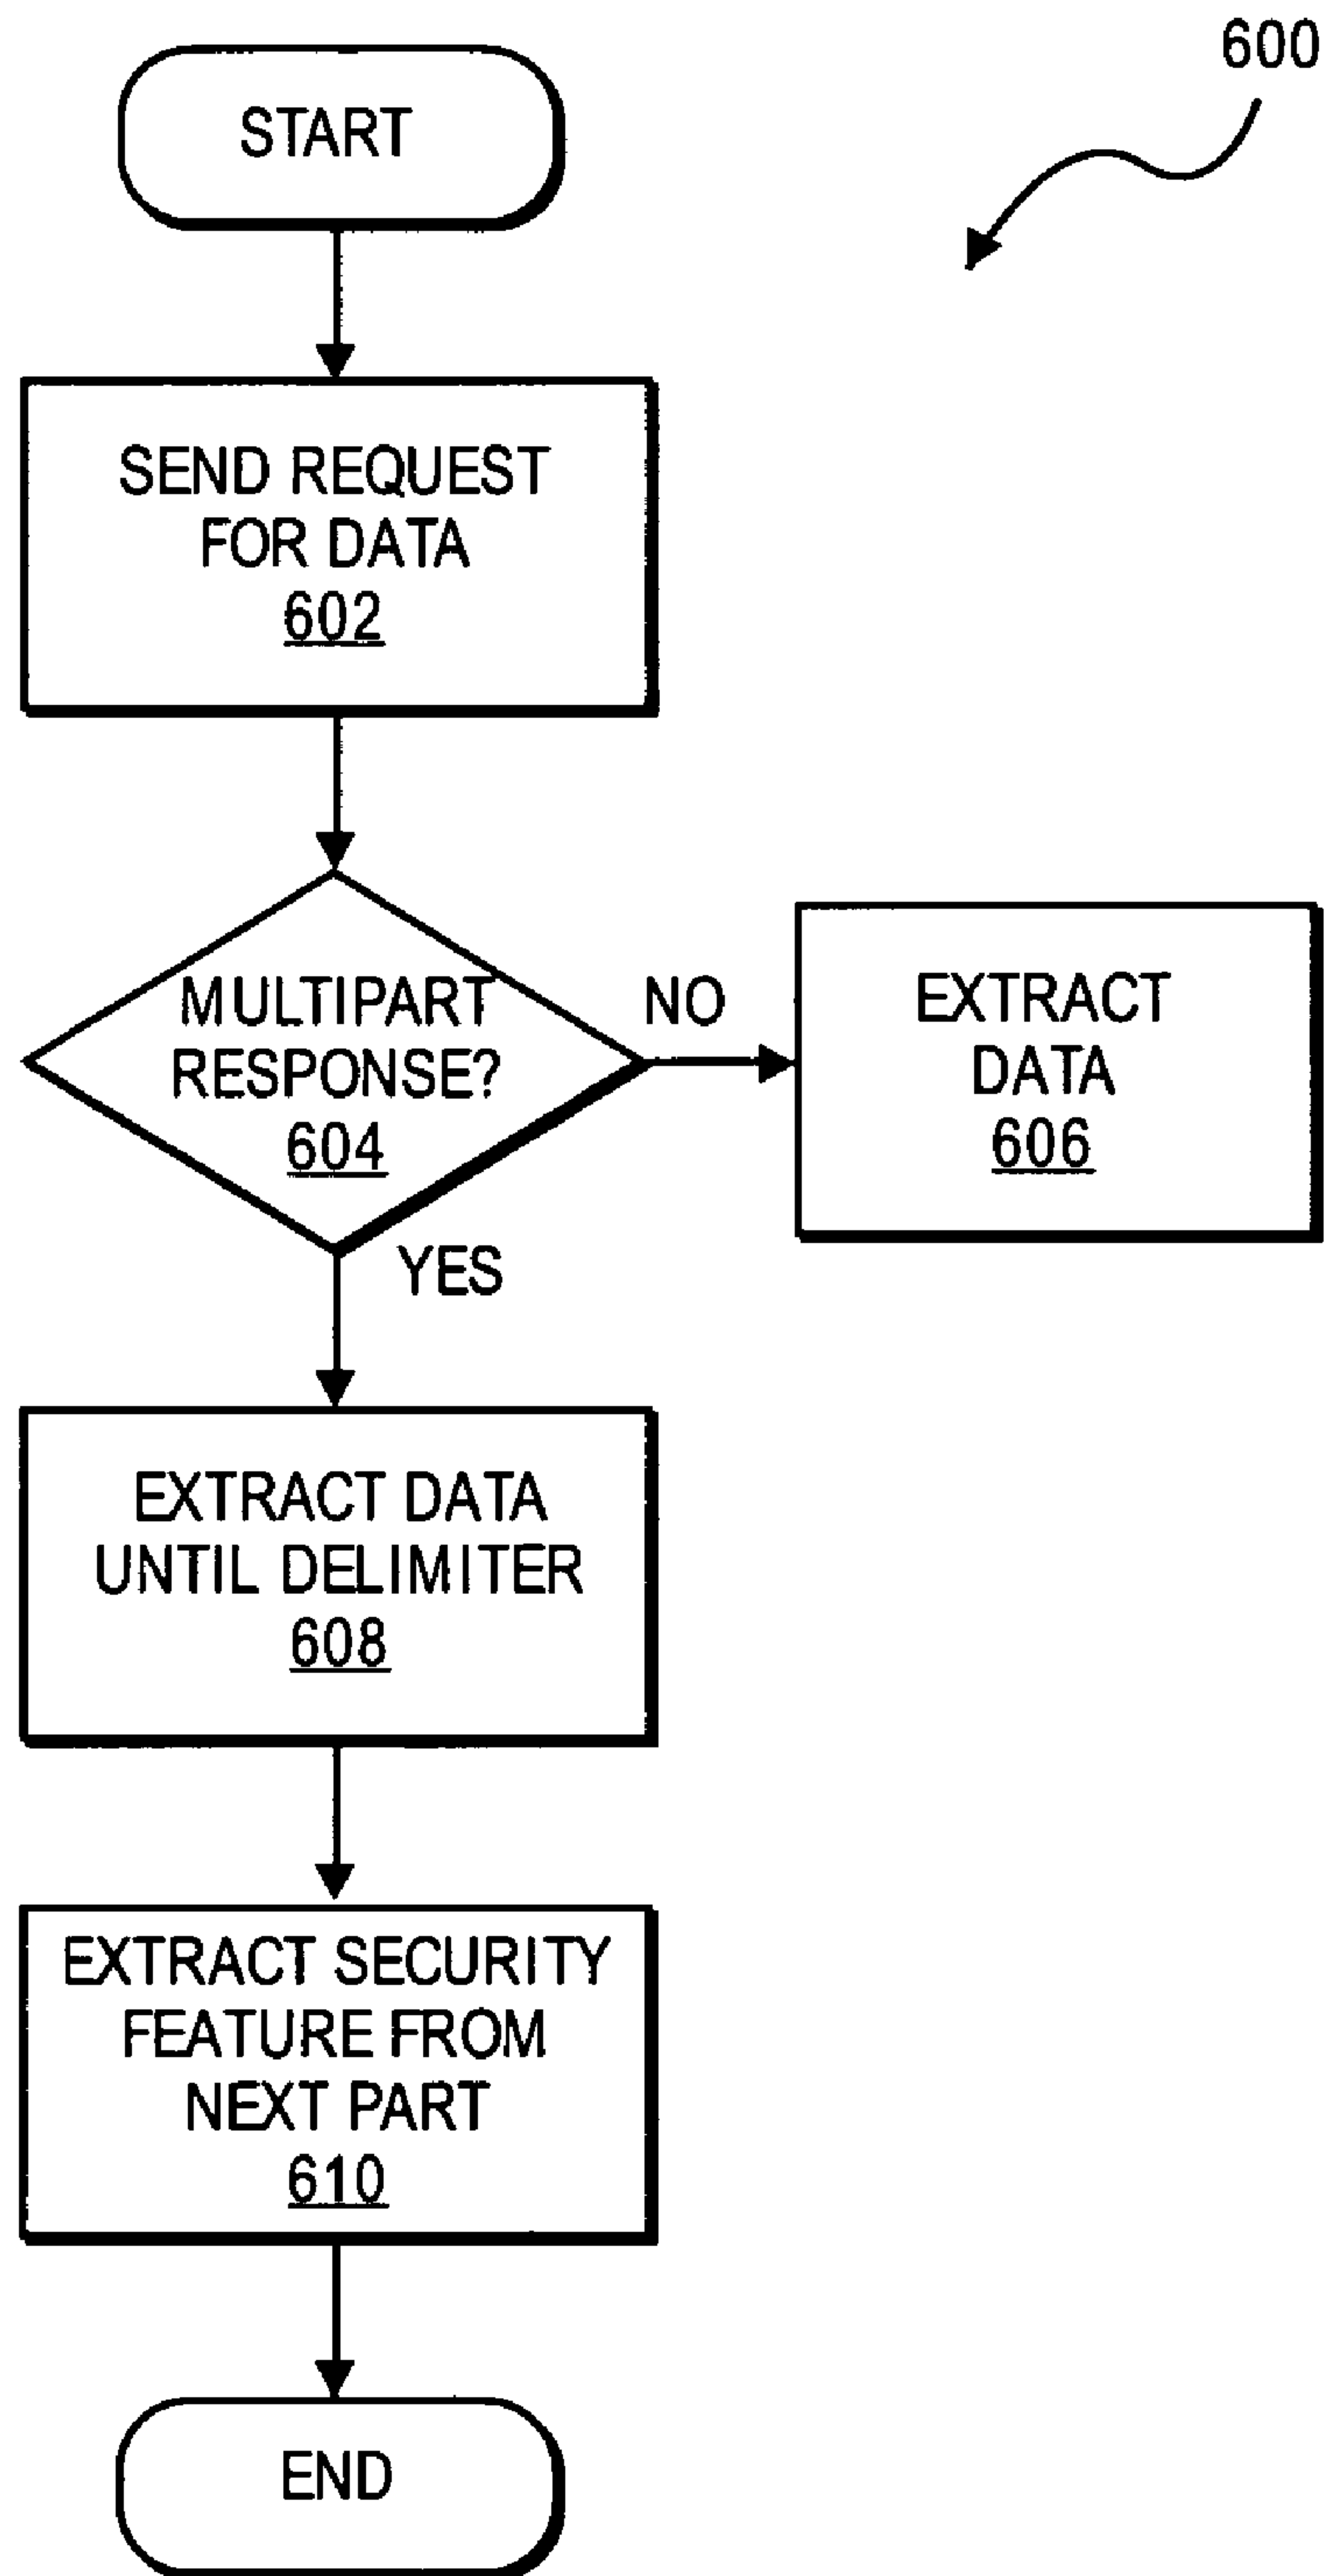 600
START
SEND REQUEST
FOR DATA
602
MULTIPART
RESPONSE?
604
NO
EXTRACT
DATA
606
YES
EXTRACT DATA
UNTIL DELIMITER
608
EXTRACT SECURITY
FEATURE FROM
NEXT PART
610
END